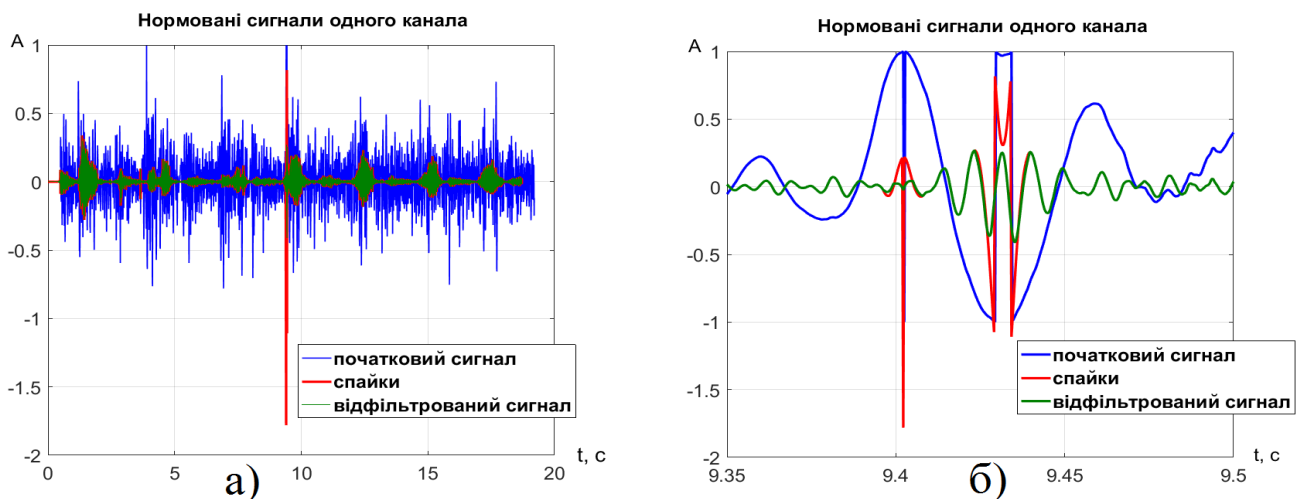 Нормовані сигнали одного канала
A
1
0.5
0
-0.5
-1
-1.5
-2
0
5
10
15
20
t, c
початковий сигнал
спайки
відфільтрований сигнал
а)
Нормовані сигнали одного канала
A
1
0.5
0
-0.5
-1
-1.5
-2
9.35
9.4
9.45
9.5
t, c
початковий сигнал
спайки
відфільтрований сигнал
б)